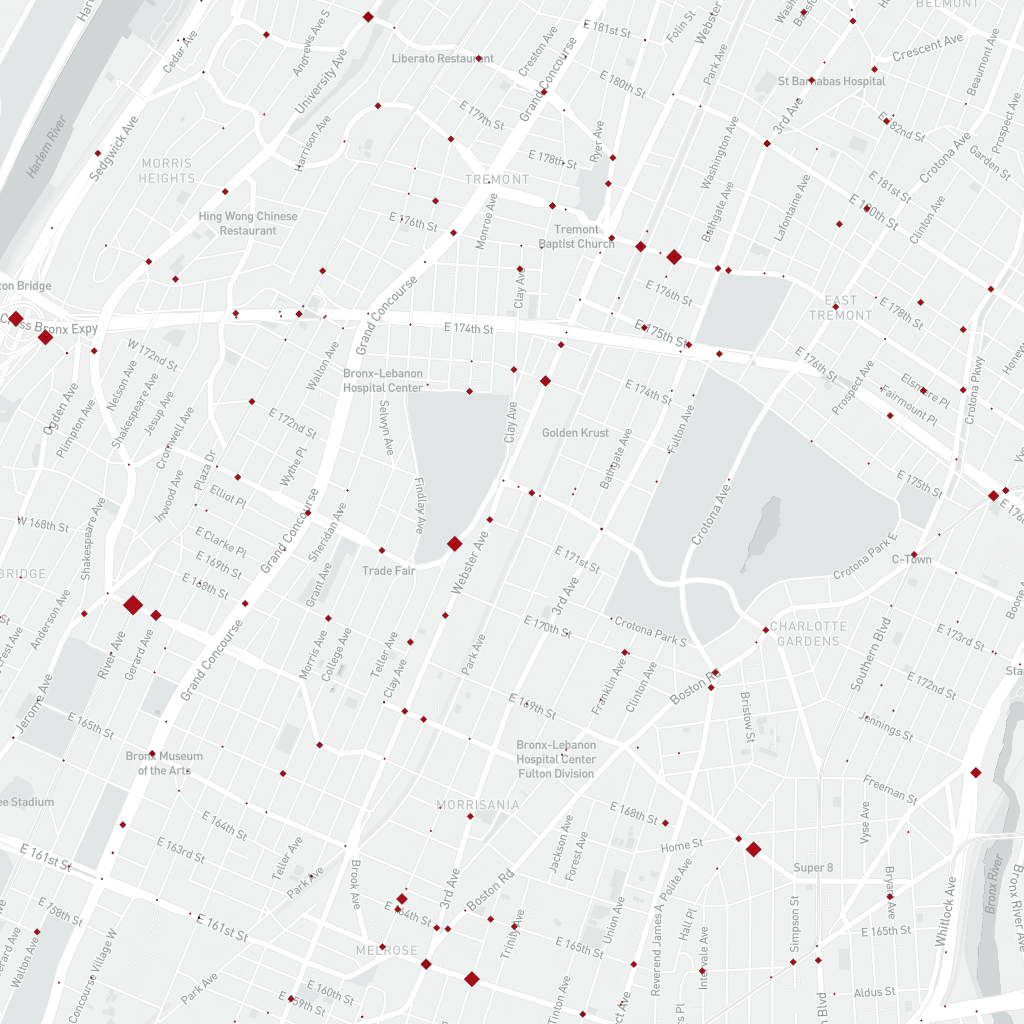 BELMONT
E 181st St
Folin St
Webster
Park Ave
Crescent Ave
Beaumont Ave
Prospect Ave
Andrews Ave S
Cedar Ave
University Ave
Liberato Restaurant
Creston Ave
Grand Concourse
E 180th St
St Barnabas Hospital
3rd Ave
E 182nd St
Crotona Ave
Garden St
Harlem River
Sedgwick Ave
Harrison Ave
E 179th St
Ryer Ave
E 178th St
Washington Ave
MORRIS
HEIGHTS
TREMONT
Bathgate Ave
Lafontaine Ave
E 181st St
E 180th St
Clinton Ave
Hing Wong Chinese
Restaurant
E 176th St
Monroe Ave
Tremont
Baptist Church
Clay Ave
E 176th St
EAST
TREMONT
E 178th St
ton Bridge
Cross Bronx Expy
Grand Concourse
E 174th St
E 175th St
E 176th St
Crotona Pkwy
W 172nd St
Nelson Ave
Shakespeare Ave
Jesup Ave
Walton Ave
Bronx-Lebanon
Hospital Center
E 174th St
Prospect Ave
Elsmere Pl
Fairmount Pl
Ogden Ave
Plimpton Ave
Cromwell Ave
E 172nd St
Selwyn Ave
Clay Ave
Golden Krust
Fulton Ave
Bathgate Ave
Plaza Dr
Wythe Pl
Inwood Ave
Elliot Pl
Findlay Ave
Crotona Ave
E 175th St
E 176
W 168th St
Shakespeare Ave
E Clarke Pl
Grand Concourse
Sheridan Ave
Trade Fair
Webster Ave
E 171st St
Crotona Park E
C-Town
BRIDGE
E 169th St
E 168th St
Grant Ave
3rd Ave
Anderson Ave
Boone
River Ave
Gerard Ave
Grand Concourse
Morris Ave
College Ave
Teller Ave
Clay Ave
Park Ave
E 170th St
Crotona Park S
CHARLOTTE
GARDENS
Southern Blvd
E 173rd St
Jerome Ave
E 165th St
E 169th St
Franklin Ave
Clinton Ave
Boston Rd
Bristow St
E 172nd St
Jennings St
Bronx Museum
of the Arts
Bronx-Lebanon
Hospital Center
Fulton Division
ee Stadium
E 164th St
MORRISANIA
E 168th St
Freeman St
E 161st St
E 163rd St
Teller Ave
Park Ave
Brook Ave
Jackson Ave
Forest Ave
Home St
Vyse Ave
Super 8
Bronx River
E 158th St
E 161st St
3rd Ave
Boston Rd
E 164th St
Polite Ave
Bryant Ave
Whitlock Ave
Bronx River Ave
Walton Ave
Concourse Village W
MELROSE
Trinity Ave
E 165th St
Union Ave
Reverend James A
Hall Pl
Intervale Ave
Simpson St
E 165th St
Park Ave
E 160th St
E 159th St
Tinton Ave
Aldus St
Blvd